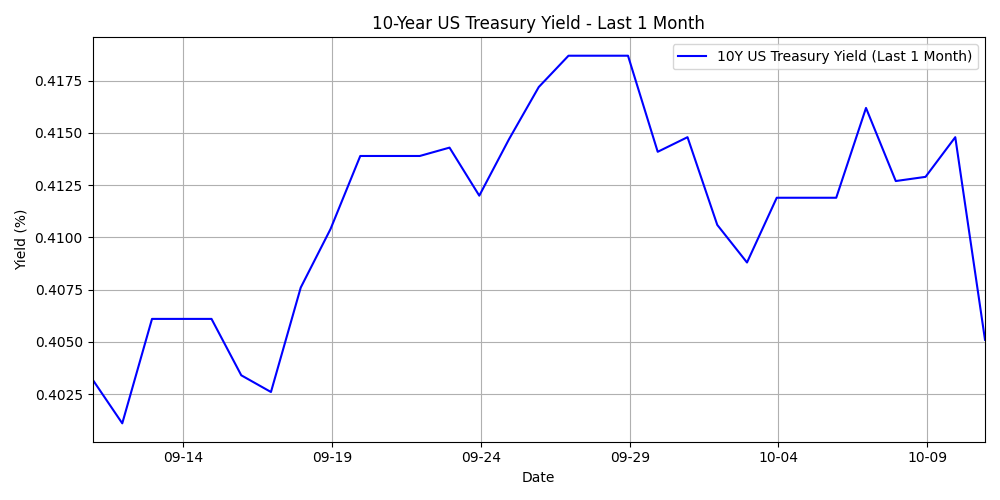 10-Year US Treasury Yield - Last 1 Month
10Y US Treasury Yield (Last 1 Month)
Yield (%)
0.4175
0.4150
0.4125
0.4100
0.4075
0.4050
0.4025
09-14 09-19 09-24 09-29 10-04 10-09
Date